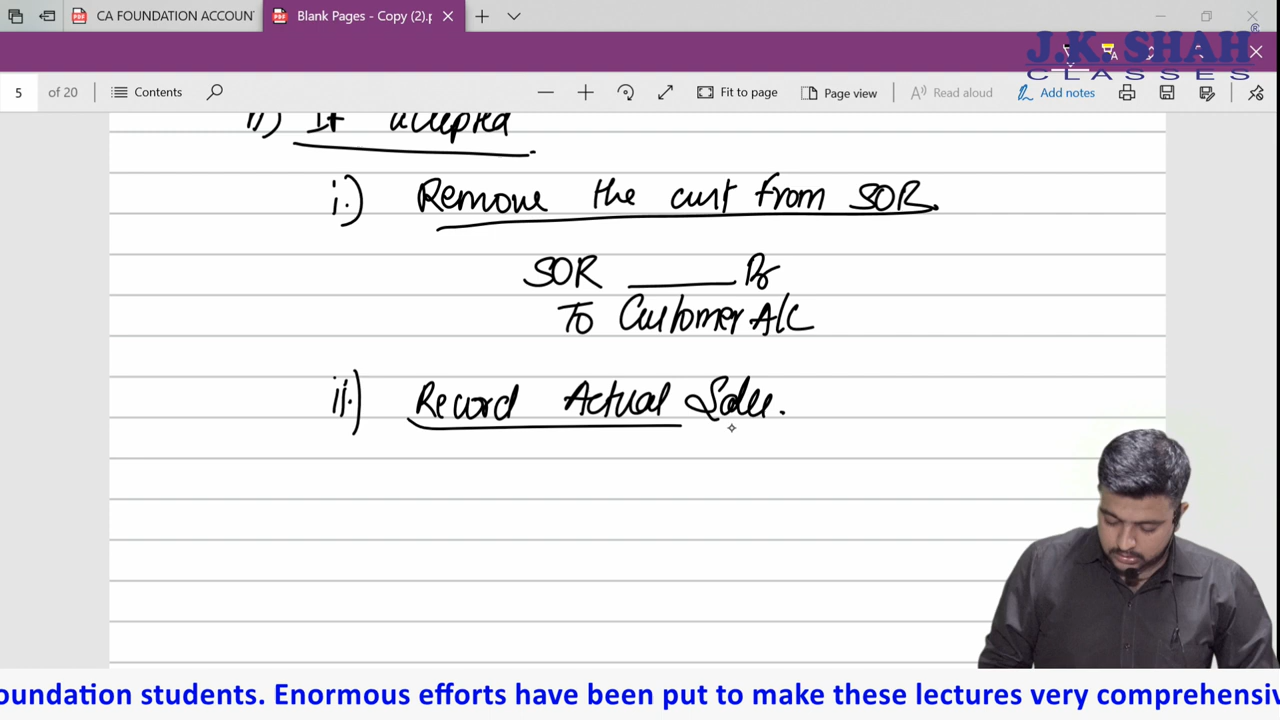 CA FOUNDATION ACCOUN
Blank Pages - Copy (2).p
J.K. SHAH®
CLASSES
5 of 20
Contents
Fit to page
Page view
Read aloud
Add notes
ii) If accepted
i.) Remove the cust from SOR.
SOR ____ Dr
To Customer A/C
ii.) Record Actual Sales.
oundation students. Enormous efforts have been put to make these lectures very comprehensiv